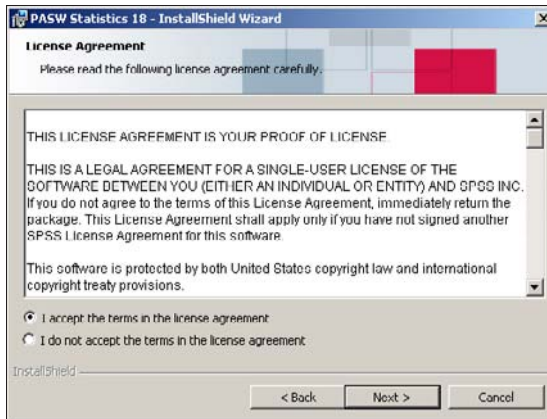 PASW Statistics 18 - InstallShield Wizard
License Agreement
Please read the following license agreement carefully.
THIS LICENSE AGREEMENT IS YOUR PROOF OF LICENSE.
THIS IS A LEGAL AGREEMENT FOR A SINGLE-USER LICENSE OF THE
SOFTWARE BETWEEN YOU (EITHER AN INDIVIDUAL OR ENTITY) AND SPSS INC.
If you do not agree to the terms of this License Agreement, immediately return the
package. This License Agreement shall apply only if you have not signed another
SPSS License Agreement for this software.
This software is protected by both United States copyright law and international
copyright treaty provisions.
I accept the terms in the license agreement
I do not accept the terms in the license agreement
InstallShield
< Back Next > Cancel